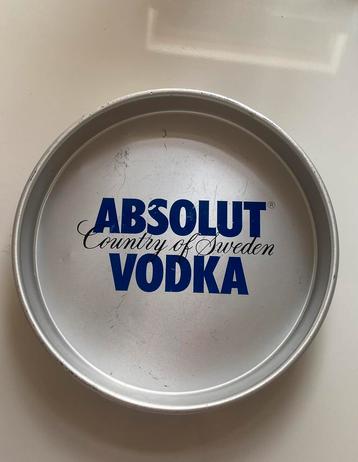 ABSOLUT®
Country of Sweden
VODKA